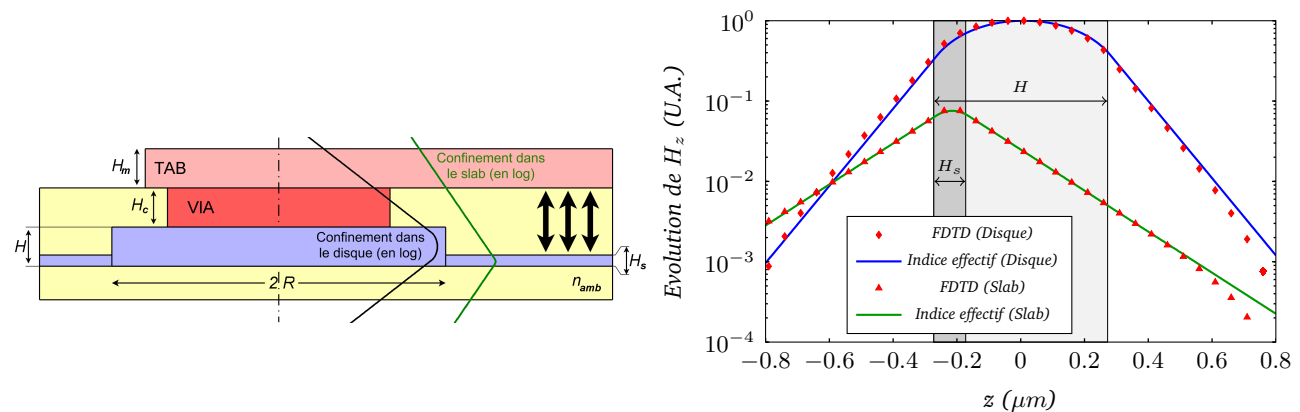 H_m
TAB
Confinement dans
le slab (en log)
H_c
VIA
H
Confinement dans
le disque (en log)
H_s
2 R
n_amb
Evolution de H_z (U.A.)
10^0
10^-1
10^-2
10^-3
10^-4
H
H_s
FDTD (Disque)
Indice effectif (Disque)
FDTD (Slab)
Indice effectif (Slab)
−0.8 −0.6 −0.4 −0.2 0 0.2 0.4 0.6 0.8
z (μm)